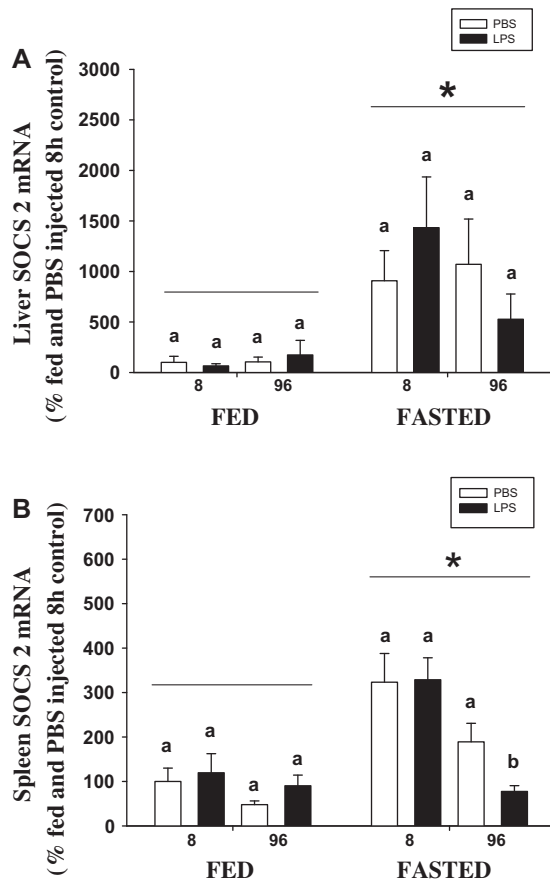 PBS
LPS
A
Liver SOCS 2 mRNA
(% fed and PBS injected 8h control)
3000
2500
2000
1500
1000
500
0
*
a a a a
a a a a
8 96 8 96
FED FASTED
B
PBS
LPS
Spleen SOCS 2 mRNA
(% fed and PBS injected 8h control)
700
600
500
400
300
200
100
0
*
a a a a
a a a b
8 96 8 96
FED FASTED